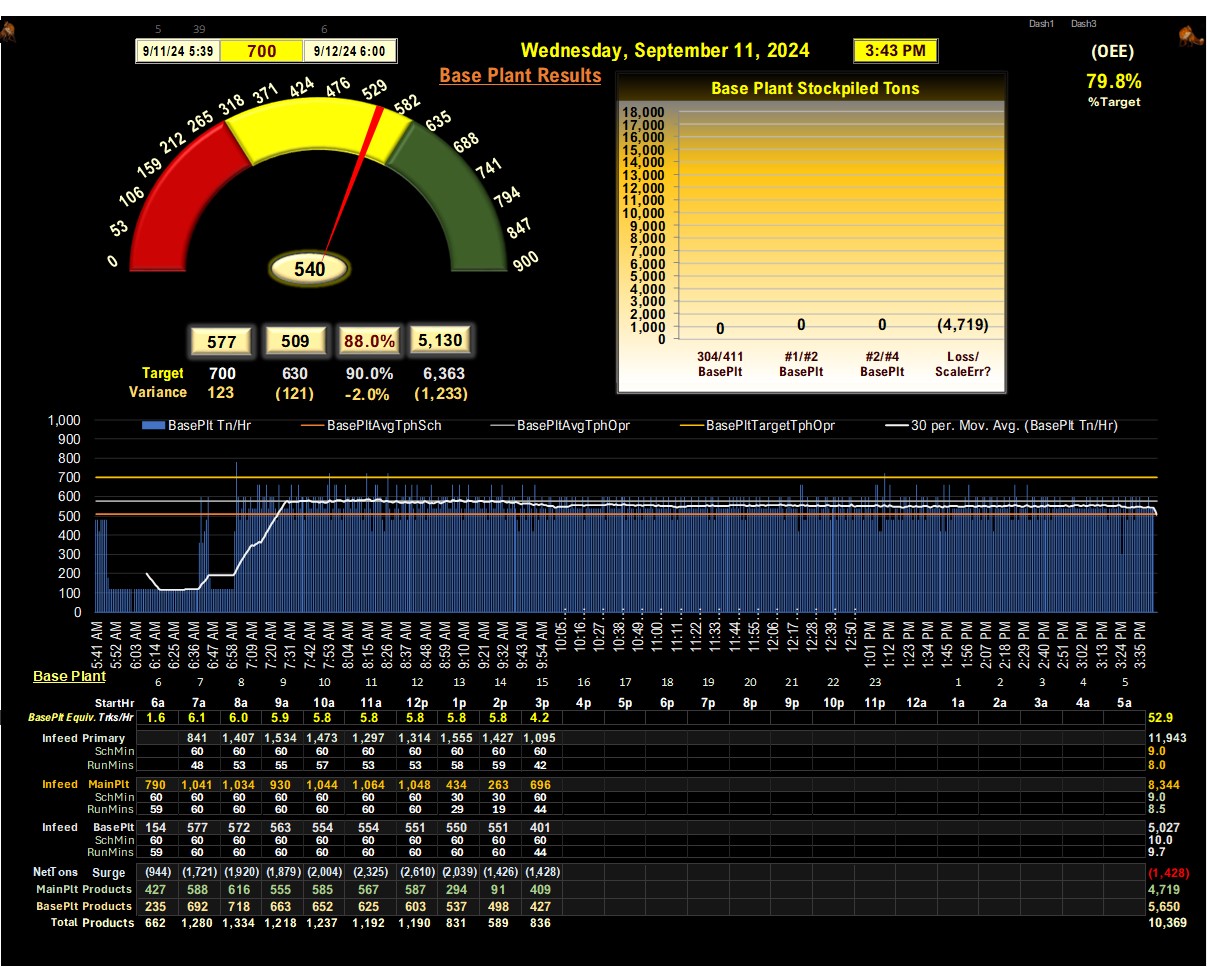 5 39 6 Dash1 Dash3
9/11/24 5:39 700 9/12/24 6:00 Wednesday, September 11, 2024 3:43 PM (OEE)
Base Plant Results 79.8%
%Target
0 53 106 159 212 265 318 371 424 476 529 582 635 688 741 794 847 900
540
Base Plant Stockpiled Tons
18,000
17,000
16,000
15,000
14,000
13,000
12,000
11,000
10,000
9,000
8,000
7,000
6,000
5,000
4,000
3,000
2,000
1,000
0
0 0 0 (4,719)
304/411 #1/#2 #2/#4 Loss/
BasePlt BasePlt BasePlt ScaleErr?
577 509 88.0% 5,130
Target 700 630 90.0% 6,363
Variance 123 (121) -2.0% (1,233)
BasePlt Tn/Hr BasePltAvgTphSch BasePltAvgTphOpr BasePltTargetTphOpr 30 per. Mov. Avg. (BasePlt Tn/Hr)
1,000
900
800
700
600
500
400
300
200
100
0
5:41 AM 5:52 AM 6:03 AM 6:14 AM 6:25 AM 6:36 AM 6:47 AM 6:58 AM 7:09 AM 7:20 AM 7:31 AM 7:42 AM 7:53 AM 8:04 AM 8:15 AM 8:26 AM 8:37 AM 8:48 AM 8:59 AM 9:10 AM 9:21 AM 9:32 AM 9:43 AM 9:54 AM 10:05... 10:16... 10:27... 10:38... 10:49... 11:00... 11:11... 11:22... 11:33... 11:44... 11:55... 12:06... 12:17... 12:28... 12:39... 12:50... 1:01 PM 1:12 PM 1:23 PM 1:34 PM 1:45 PM 1:56 PM 2:07 PM 2:18 PM 2:29 PM 2:40 PM 2:51 PM 3:02 PM 3:13 PM 3:24 PM 3:35 PM
Base Plant 6 7 8 9 10 11 12 13 14 15 16 17 18 19 20 21 22 23 1 2 3 4 5
StartHr 6a 7a 8a 9a 10a 11a 12p 1p 2p 3p 4p 5p 6p 7p 8p 9p 10p 11p 12a 1a 2a 3a 4a 5a
BasePlt Equiv. Trks/Hr 1.6 6.1 6.0 5.9 5.8 5.8 5.8 5.8 5.8 4.2 52.9
Infeed Primary 841 1,407 1,534 1,473 1,297 1,314 1,555 1,427 1,095 11,943
SchMin 60 60 60 60 60 60 60 60 60 9.0
RunMins 48 53 55 57 53 53 58 59 42 8.0
Infeed MainPlt 790 1,041 1,034 930 1,044 1,064 1,048 434 263 696 8,344
SchMin 60 60 60 60 60 60 60 30 30 60 9.0
RunMins 59 60 60 60 60 60 60 29 19 44 8.5
Infeed BasePlt 154 577 572 563 554 554 551 550 551 401 5,027
SchMin 60 60 60 60 60 60 60 60 60 60 10.0
RunMins 59 60 60 60 60 60 60 60 60 44 9.7
NetTons Surge (944) (1,721) (1,920) (1,879) (2,004) (2,325) (2,610) (2,039) (1,426) (1,428) (1,428)
MainPlt Products 427 588 616 555 585 567 587 294 91 409 4,719
BasePlt Products 235 692 718 663 652 625 603 537 498 427 5,650
Total Products 662 1,280 1,334 1,218 1,237 1,192 1,190 831 589 836 10,369